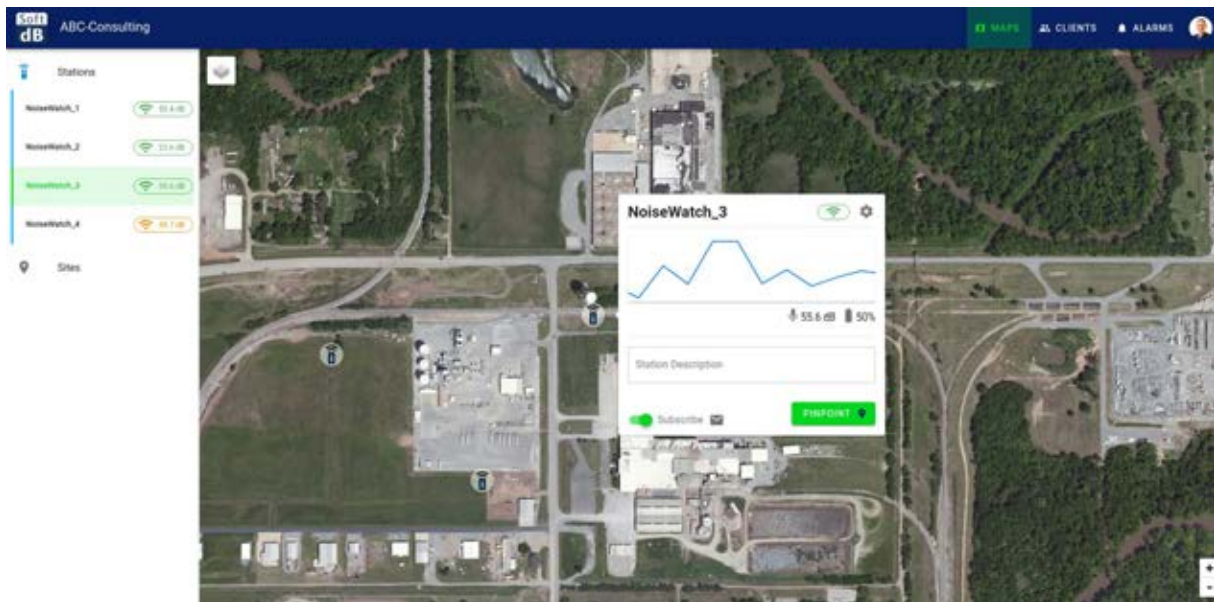 Soft dB
ABC-Consulting
MAPS
CLIENTS
ALARMS
Stations
NoiseWatch_1
NoiseWatch_2
NoiseWatch_3
NoiseWatch_4
Sites
NoiseWatch_3
55.6 dB
50%
Station Description
Subscribe
PINPOINT
+
-